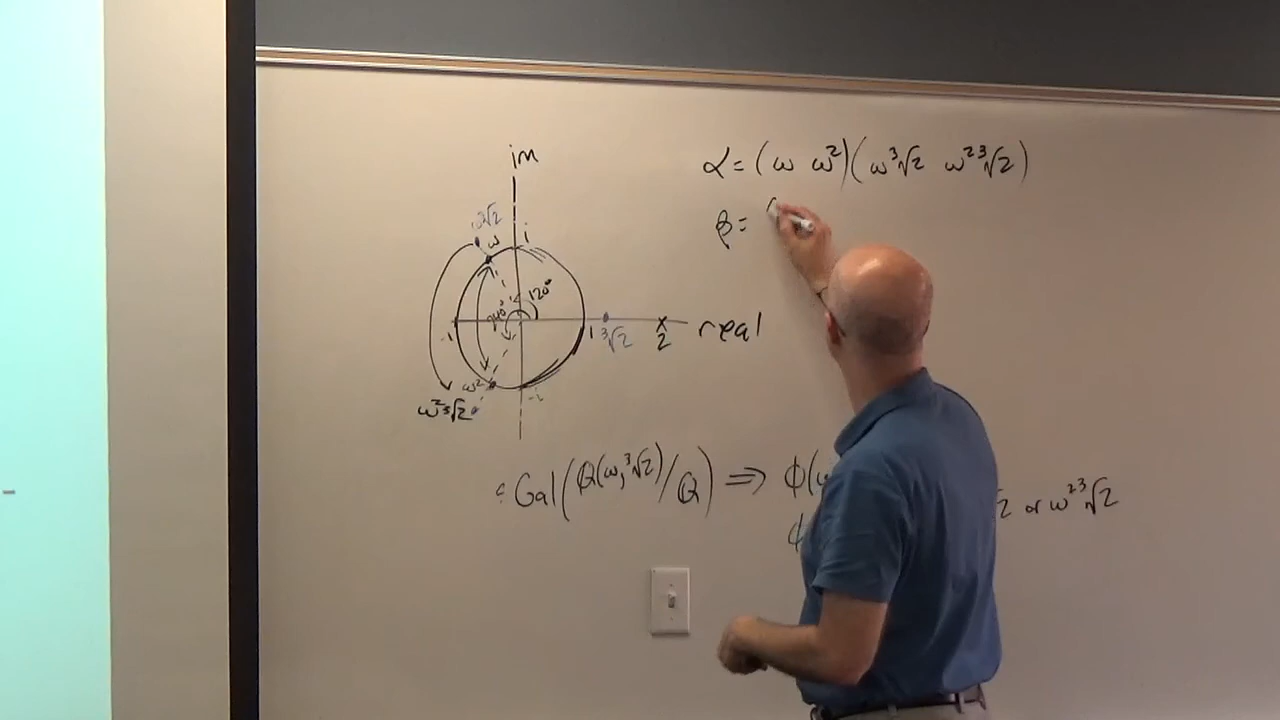 im
α = (ω ω²)(ω∛2 ω²∛2)
β = (
∛2
ω i
120°
240°
-1 1 ∛2 2 real
ω²
ω²∛2 -i
Gal(Q(ω,∛2)/Q) ⇒ φ(ω
2 or ω²∛2
φ